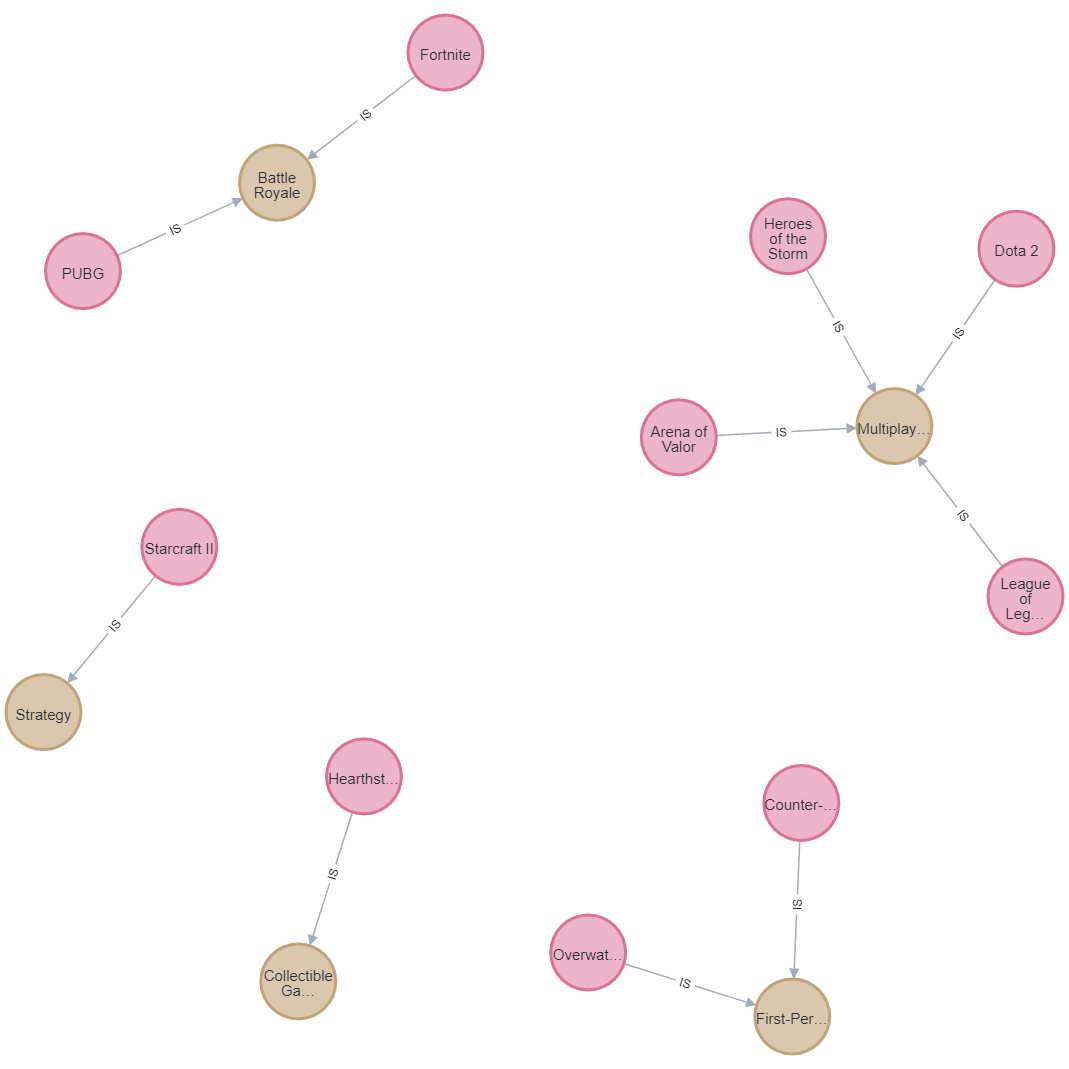 Fortnite
IS
Battle
Royale
IS
PUBG
Heroes
of the
Storm
Dota 2
IS
IS
Arena of
Valor
IS
Multiplay...
IS
League
of
Leg...
Starcraft II
IS
Strategy
Hearthst...
IS
Collectible
Ga...
Counter-...
IS
Overwat...
IS
First-Per...